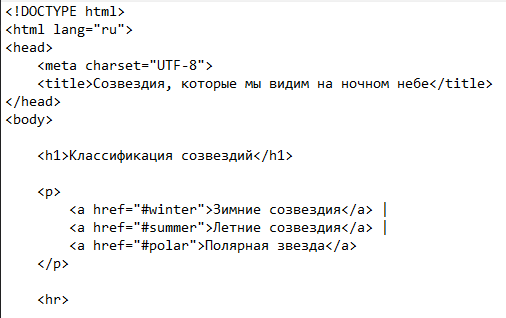 <!DOCTYPE html>
<html lang="ru">
<head>
    <meta charset="UTF-8">
    <title>Созвездия, которые мы видим на ночном небе</title>
</head>
<body>

    <h1>Классификация созвездий</h1>

    <p>
        <a href="#winter">Зимние созвездия</a> |
        <a href="#summer">Летние созвездия</a> |
        <a href="#polar">Полярная звезда</a>
    </p>

    <hr>